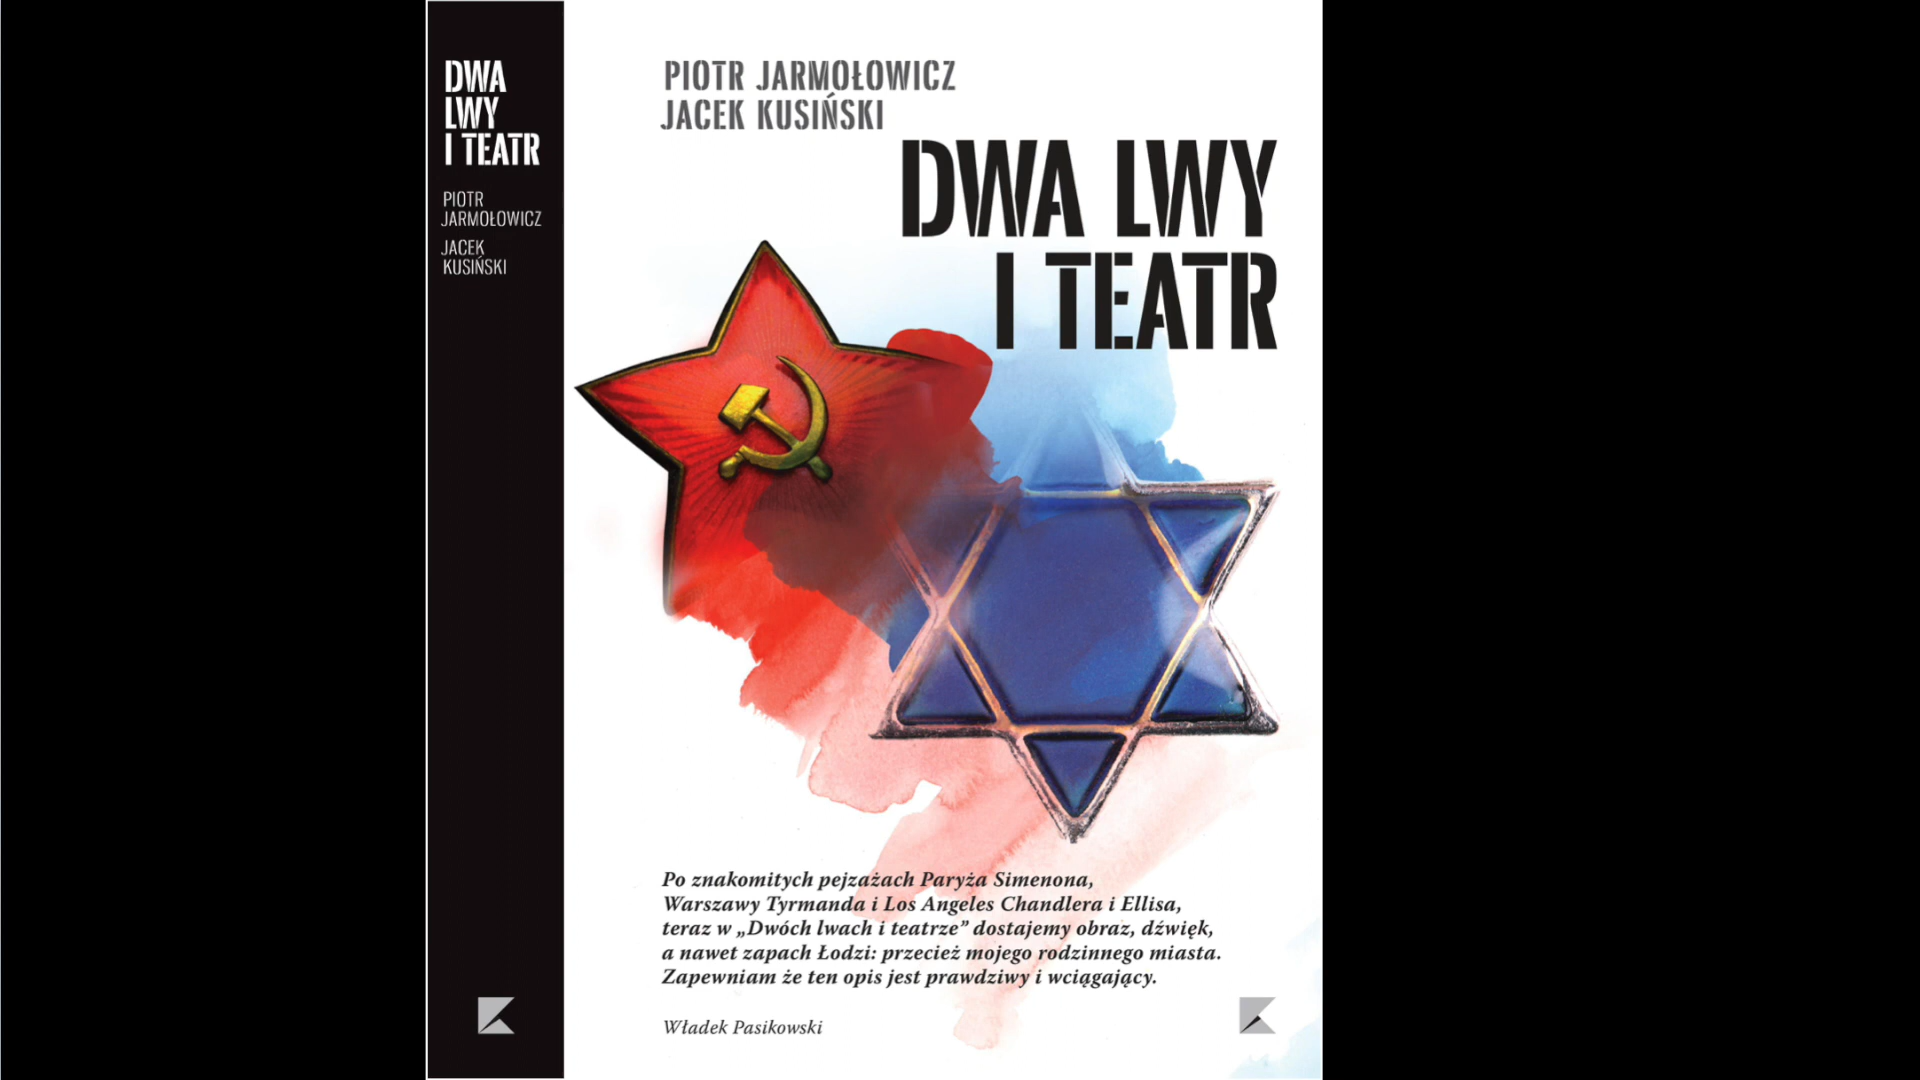 DWA
LWY
I TEATR
PIOTR
JARMOŁOWICZ
JACEK
KUSIŃSKI
PIOTR JARMOŁOWICZ
JACEK KUSIŃSKI
DWA LWY
I TEATR
Po znakomitych pejzażach Paryża Simenona,
Warszawy Tyrmanda i Los Angeles Chandlera i Ellisa,
teraz w „Dwóch lwach i teatrze” dostajemy obraz, dźwięk,
a nawet zapach Łodzi: przecież mojego rodzinnego miasta.
Zapewniam że ten opis jest prawdziwy i wciągający.
Władek Pasikowski